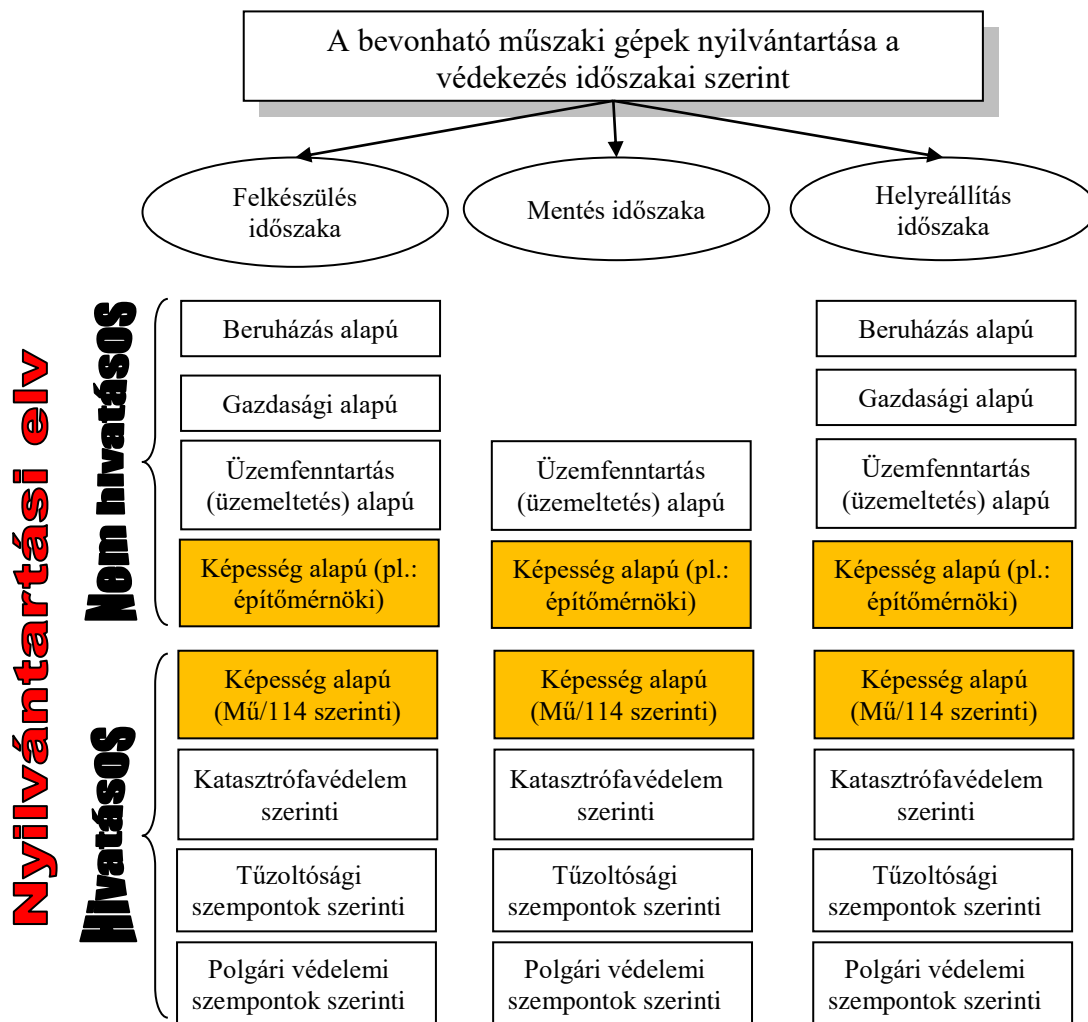 A bevonható műszaki gépek nyilvántartása a
védekezés időszakai szerint
Felkészülés
időszaka
Mentés időszaka
Helyreállítás
időszaka
Nyilvántartási elv
Nem hivatásos
Beruházás alapú
Beruházás alapú
Gazdasági alapú
Gazdasági alapú
Üzemfenntartás
(üzemeltetés) alapú
Üzemfenntartás
(üzemeltetés) alapú
Üzemfenntartás
(üzemeltetés) alapú
Képesség alapú (pl.:
építőmérnöki)
Képesség alapú (pl.:
építőmérnöki)
Képesség alapú (pl.:
építőmérnöki)
Hivatásos
Képesség alapú
(Mű/114 szerinti)
Képesség alapú
(Mű/114 szerinti)
Képesség alapú
(Mű/114 szerinti)
Katasztrófavédelem
szerinti
Katasztrófavédelem
szerinti
Katasztrófavédelem
szerinti
Tűzoltósági
szempontok szerinti
Tűzoltósági
szempontok szerinti
Tűzoltósági
szempontok szerinti
Polgári védelemi
szempontok szerinti
Polgári védelemi
szempontok szerinti
Polgári védelemi
szempontok szerinti